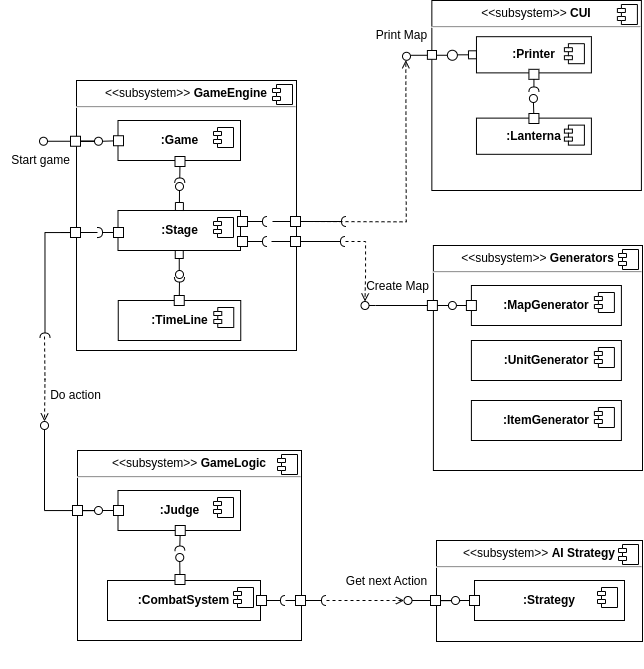 <<subsystem>> CUI
Print Map
:Printer
<<subsystem>> GameEngine
:Game
:Lanterna
Start game
:Stage
<<subsystem>> Generators
Create Map
:MapGenerator
:TimeLine
:UnitGenerator
Do action
:ItemGenerator
<<subsystem>> GameLogic
:Judge
<<subsystem>> AI Strategy
Get next Action
:CombatSystem
:Strategy